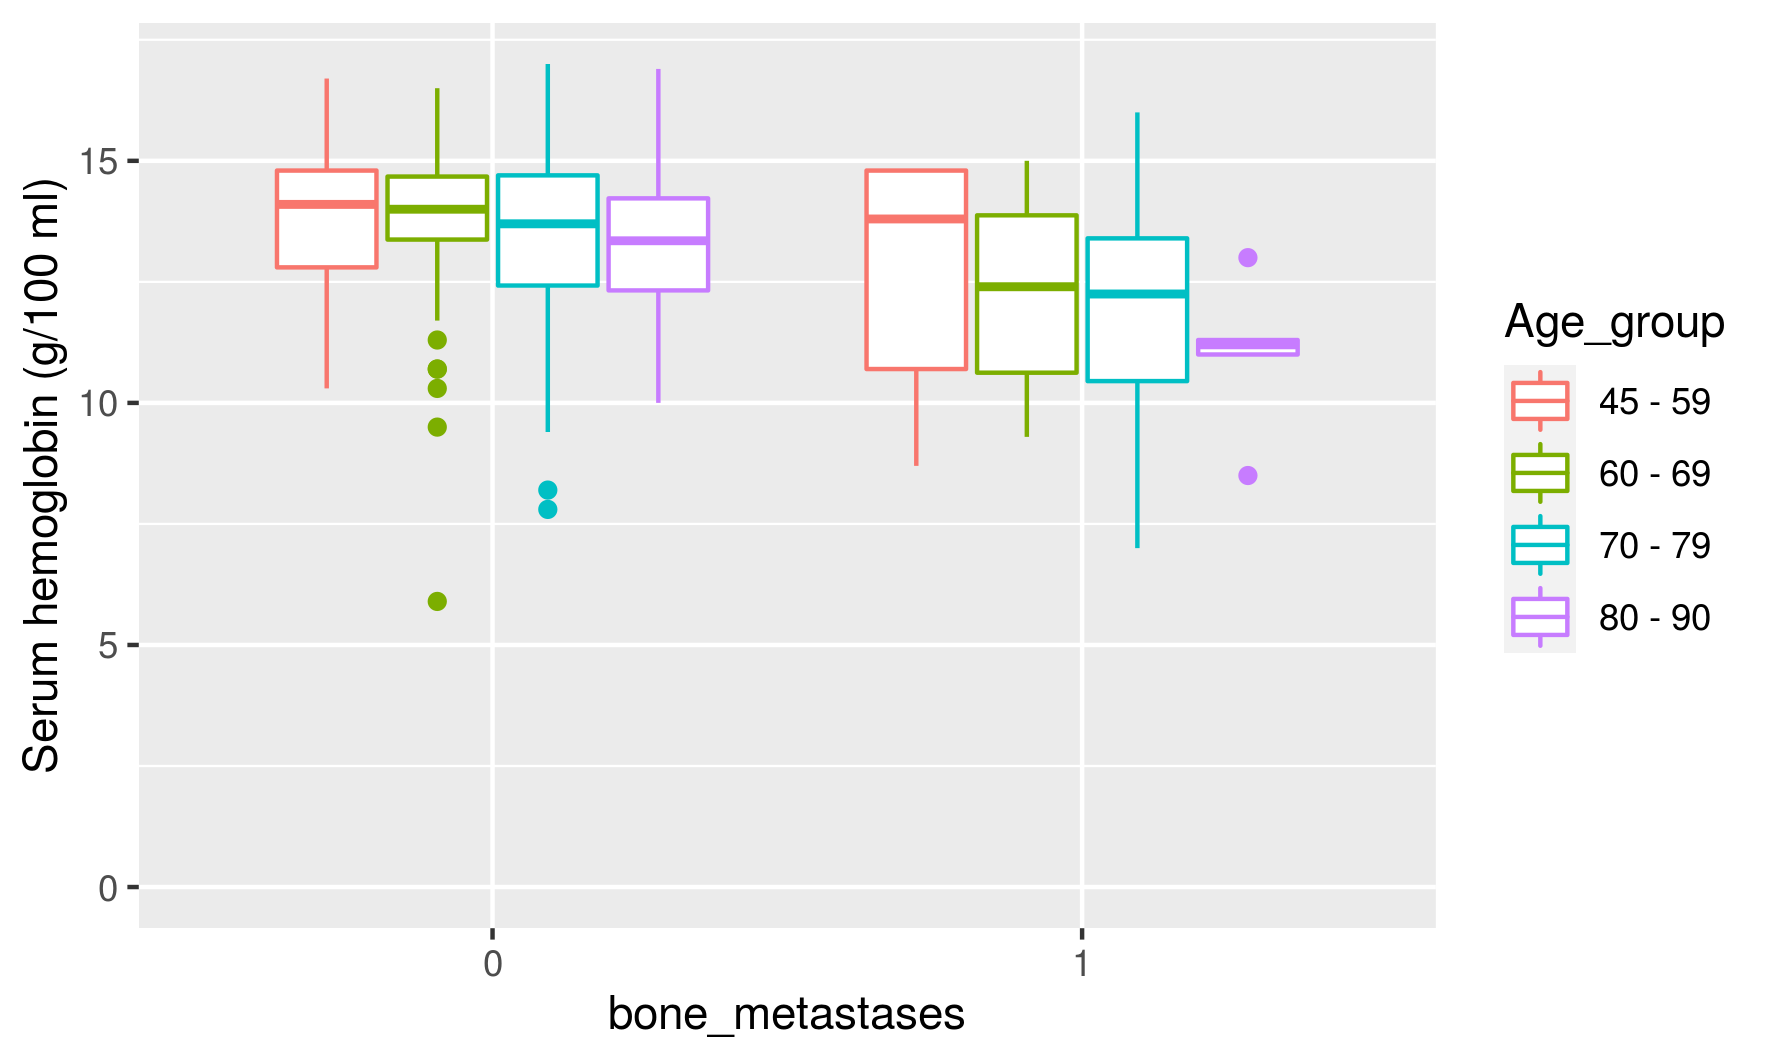 Serum hemoglobin (g/100 ml)
15
10
5
0
0
1
bone_metastases
Age_group
45 - 59
60 - 69
70 - 79
80 - 90